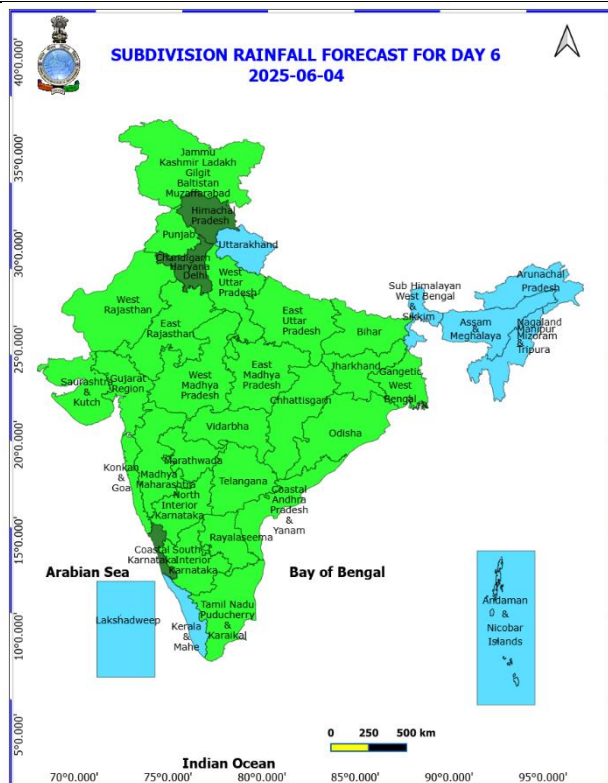 SUBDIVISION RAINFALL FORECAST FOR DAY 6
2025-06-04
40°0.000'
35°0.000'
30°0.000'
25°0.000'
20°0.000'
15°0.000'
10°0.000'
5°0.000'
Jammu
Kashmir Ladakh
Gilgit
Baltistan
Muzaffarabad
Himachal
Pradesh
Punjab
Uttarakhand
Chandigarh
Haryana
Delhi
West
Uttar
Pradesh
Arunachal
Pradesh
Sub Himalayan
West Bengal
&
Sikkim
West
Rajasthan
East
Rajasthan
East
Uttar
Pradesh
Bihar
Assam
&
Meghalaya
Nagaland
Manipur
Mizoram
&
Tripura
Saurashtra
&
Kutch
Gujarat
Region
West
Madhya
Pradesh
East
Madhya
Pradesh
Jharkhand
Gangetic
West
Bengal
Chhattisgarh
Vidarbha
Odisha
Konkan
&
Goa
Madhya
Maharashtra
Marathwada
Telangana
North
Interior
Karnataka
Coastal
Andhra
Pradesh
&
Yanam
Rayalaseema
Coastal
Karnataka
South
Interior
Karnataka
Arabian Sea
Bay of Bengal
Lakshadweep
Kerala
&
Mahe
Tamil Nadu
Puducherry
&
Karaikal
Andaman
&
Nicobar
Islands
0 250 500 km
Indian Ocean
70°0.000' 75°0.000' 80°0.000' 85°0.000' 90°0.000' 95°0.000'